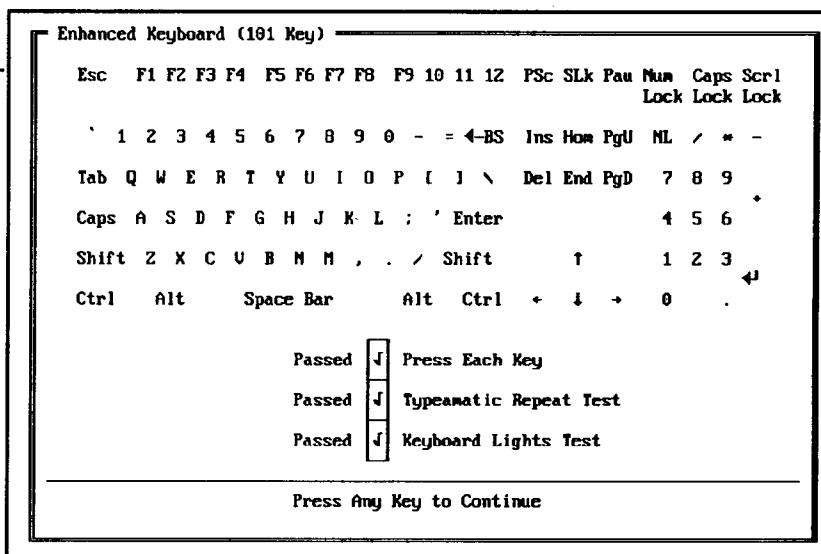 Enhanced Keyboard (101 Key)
Esc F1 F2 F3 F4 F5 F6 F7 F8 F9 10 11 12 PSc SLk Pau Num Caps Scrl
Lock Lock Lock
` 1 2 3 4 5 6 7 8 9 0 - = ←BS Ins Hom PgU NL / * -
Tab Q W E R T Y U I O P [ ] \ Del End PgD 7 8 9
+
Caps A S D F G H J K L ; ' Enter 4 5 6
Shift Z X C V B N M , . / Shift ↑ 1 2 3
↵
Ctrl Alt Space Bar Alt Ctrl ← ↓ → 0 .
Passed √ Press Each Key
Passed √ Typeamatic Repeat Test
Passed √ Keyboard Lights Test
Press Any Key to Continue